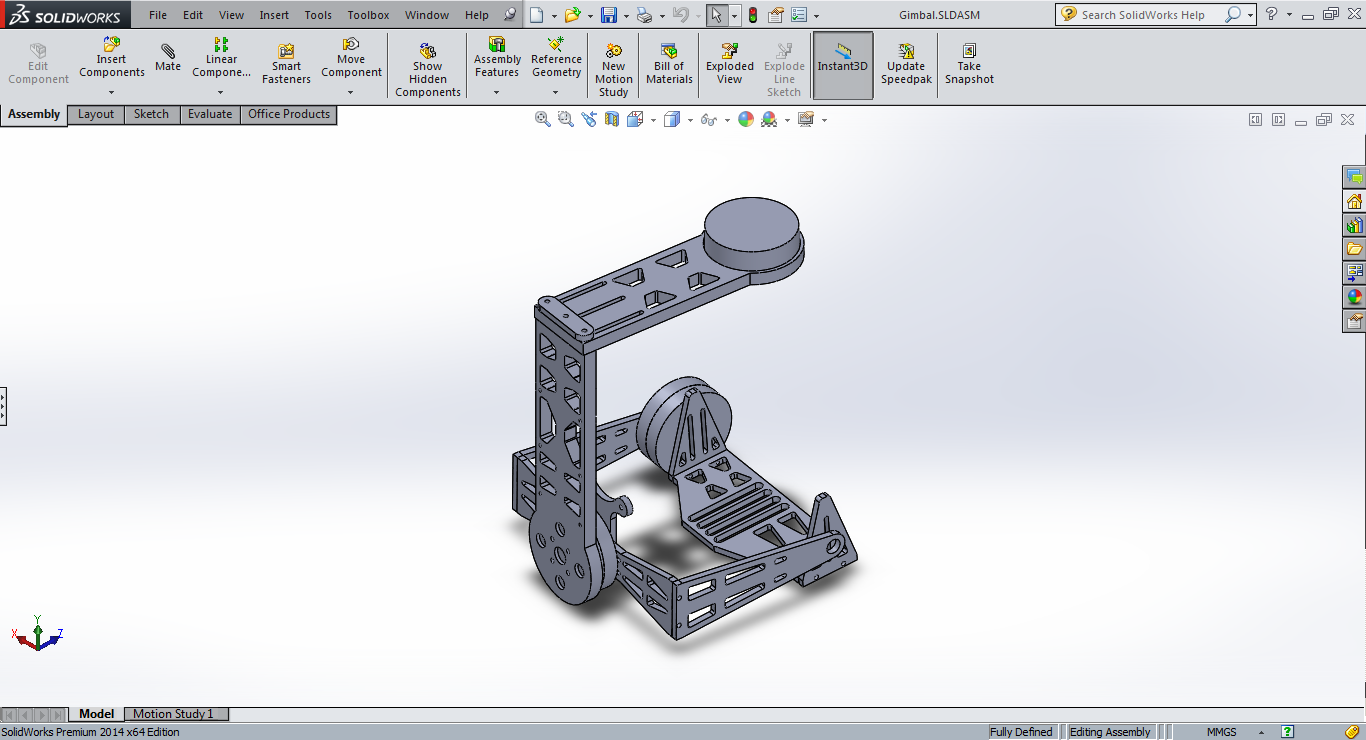 SOLIDWORKS File Edit View Insert Tools Toolbox Window Help Gimbal.SLDASM Search SolidWorks Help
Edit Component
Insert Components
Mate
Linear Compone...
Smart Fasteners
Move Component
Show Hidden Components
Assembly Features
Reference Geometry
New Motion Study
Bill of Materials
Exploded View
Explode Line Sketch
Instant3D
Update Speedpak
Take Snapshot
Assembly Layout Sketch Evaluate Office Products
Y
X Z
Model Motion Study 1
SolidWorks Premium 2014 x64 Edition Fully Defined Editing Assembly MMGS